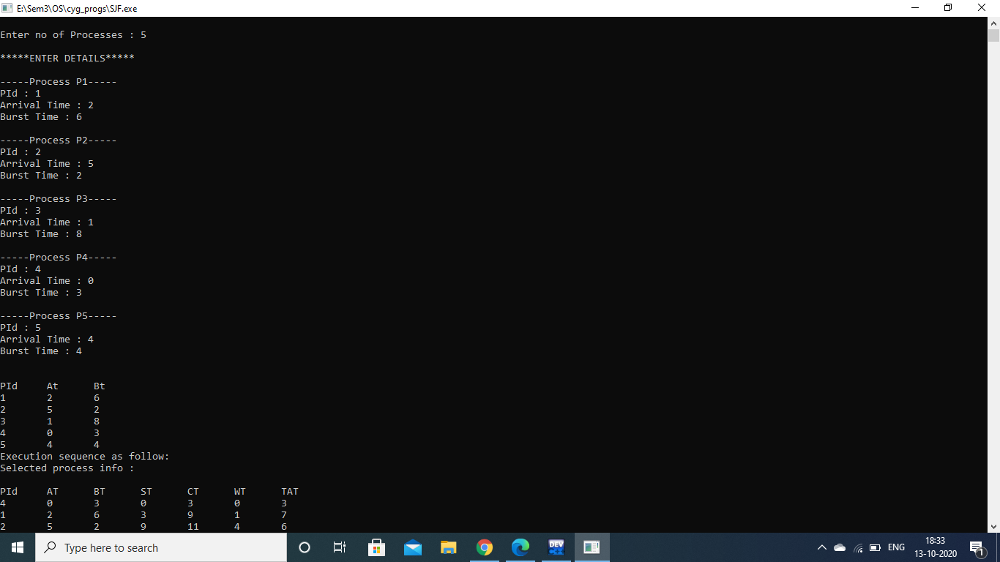 E:\Sem3\OS\cyg_progs\SJF.exe
Enter no of Processes : 5
*****ENTER DETAILS*****
-----Process P1-----
PId : 1
Arrival Time : 2
Burst Time : 6
-----Process P2-----
PId : 2
Arrival Time : 5
Burst Time : 2
-----Process P3-----
PId : 3
Arrival Time : 1
Burst Time : 8
-----Process P4-----
PId : 4
Arrival Time : 0
Burst Time : 3
-----Process P5-----
PId : 5
Arrival Time : 4
Burst Time : 4
PId At Bt
1 2 6
2 5 2
3 1 8
4 0 3
5 4 4
Execution sequence as follow:
Selected process info :
PId AT BT ST CT WT TAT
4 0 3 0 3 0 3
1 2 6 3 9 1 7
2 5 2 9 11 4 6
Type here to search
DEV
ENG
18:33
13-10-2020
1